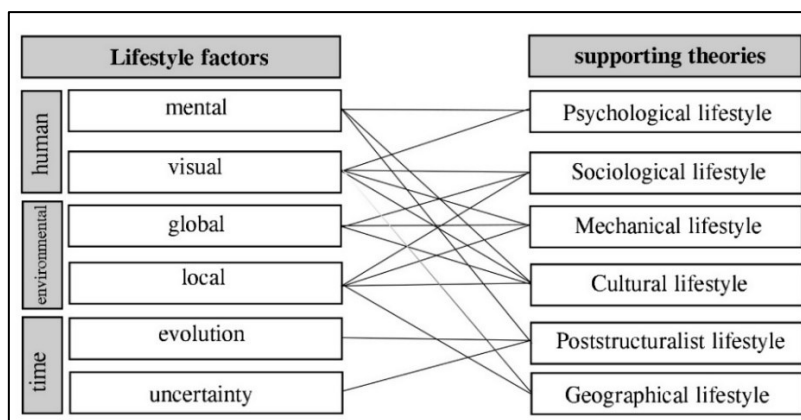 Lifestyle factors
supporting theories
human
mental
visual
environmental
global
local
time
evolution
uncertainty
Psychological lifestyle
Sociological lifestyle
Mechanical lifestyle
Cultural lifestyle
Poststructuralist lifestyle
Geographical lifestyle